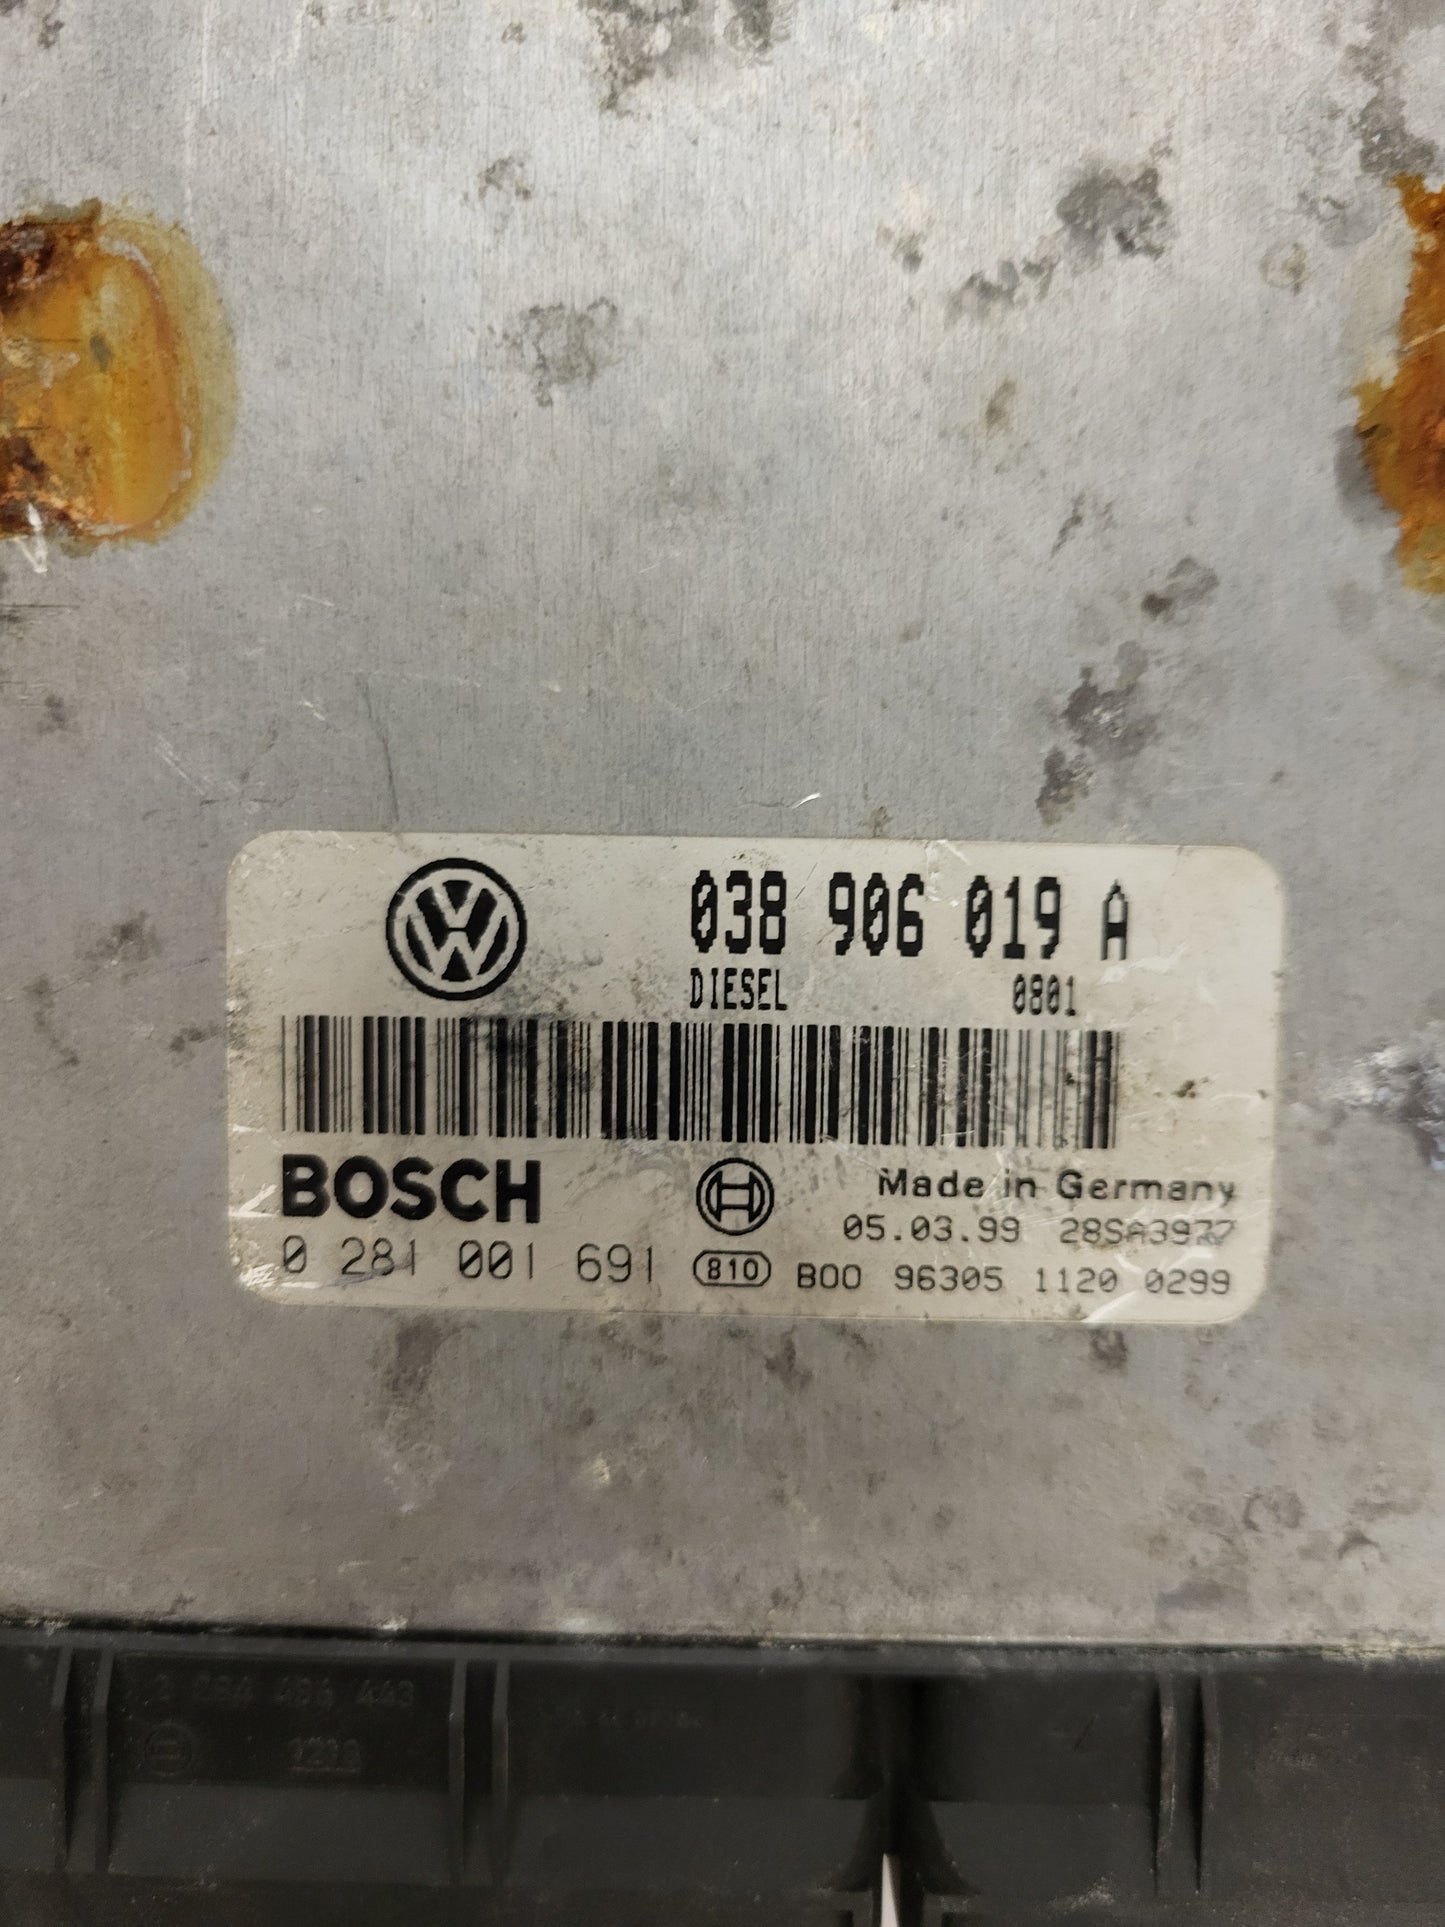 038 906 019 A
DIESEL 0801
BOSCH Made in Germany
05.03.99 28SA3977
0 281 001 691 810 B00 96305 1120 0299